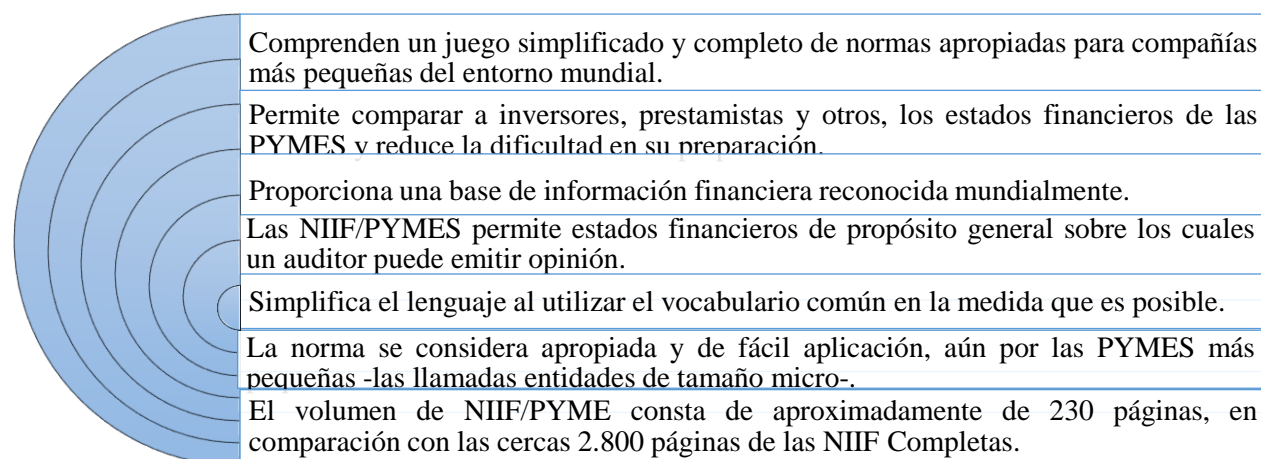 Comprenden un juego simplificado y completo de normas apropiadas para compañías
más pequeñas del entorno mundial.
Permite comparar a inversores, prestamistas y otros, los estados financieros de las
PYMES y reduce la dificultad en su preparación.
Proporciona una base de información financiera reconocida mundialmente.
Las NIIF/PYMES permite estados financieros de propósito general sobre los cuales
un auditor puede emitir opinión.
Simplifica el lenguaje al utilizar el vocabulario común en la medida que es posible.
La norma se considera apropiada y de fácil aplicación, aún por las PYMES más
pequeñas -las llamadas entidades de tamaño micro-.
El volumen de NIIF/PYME consta de aproximadamente de 230 páginas, en
comparación con las cercas 2.800 páginas de las NIIF Completas.